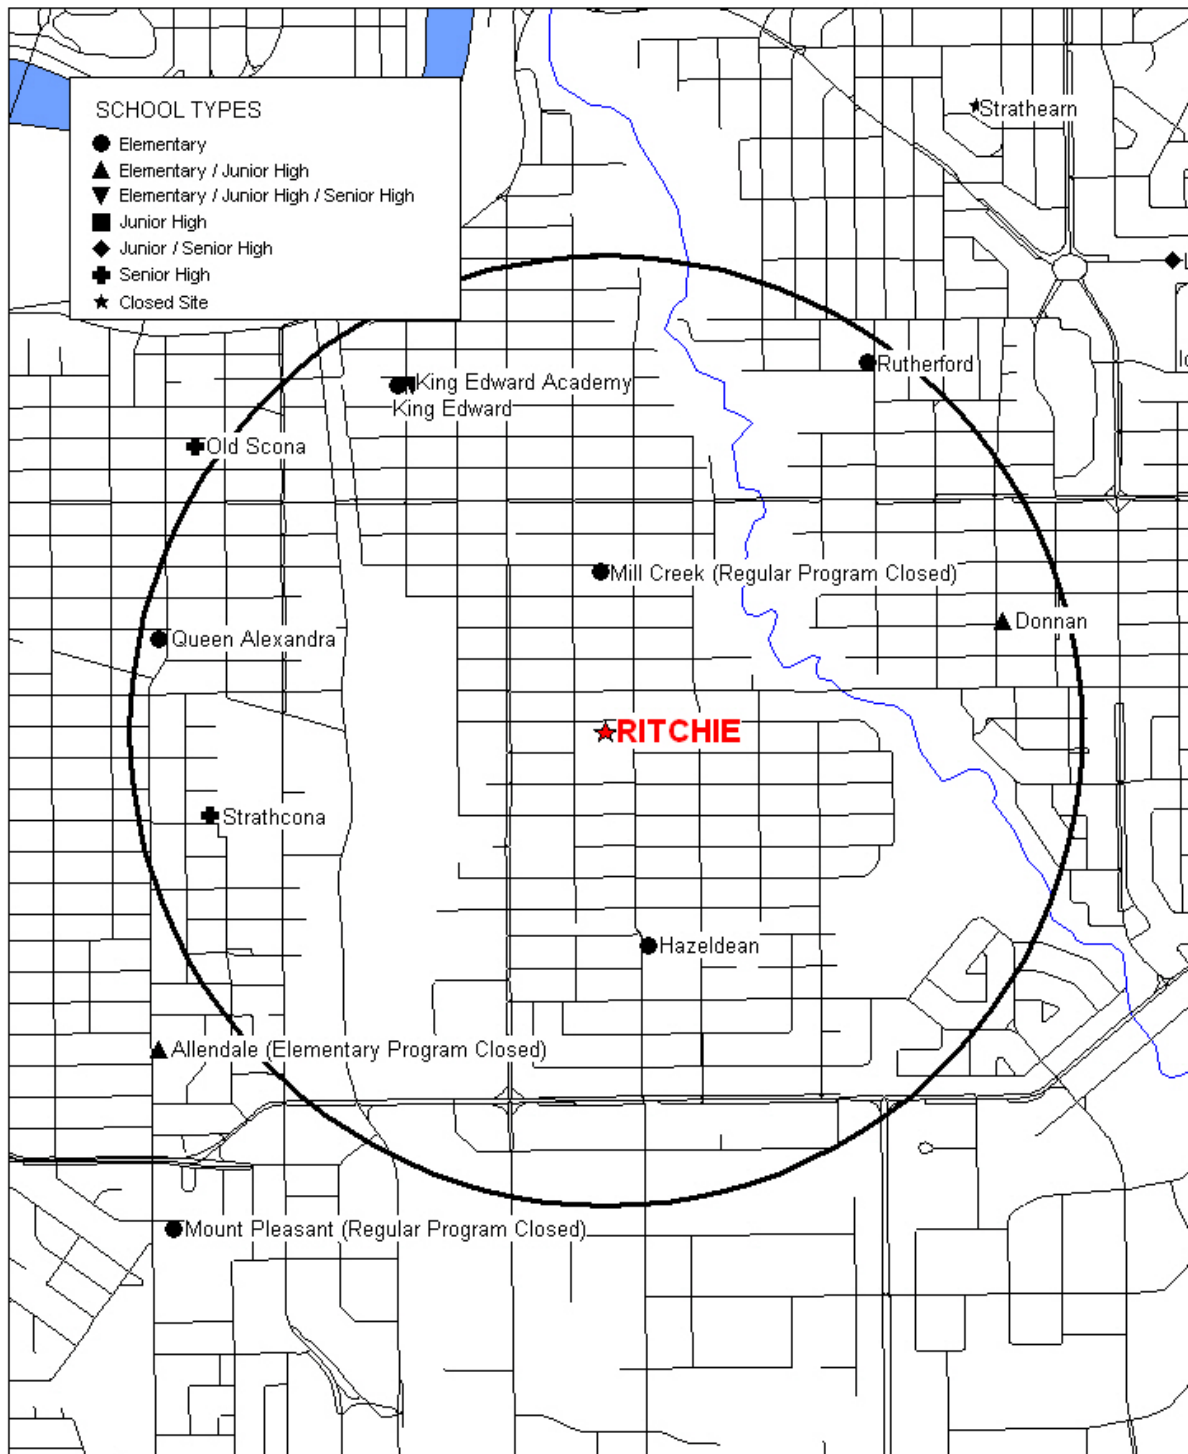 SCHOOL TYPES
Elementary
Elementary / Junior High
Elementary / Junior High / Senior High
Junior High
Junior / Senior High
Senior High
Closed Site
Strathearn
L
Rutherford
King Edward Academy
King Edward
Old Scona
Mill Creek (Regular Program Closed)
Donnan
Queen Alexandra
RITCHIE
Strathcona
Hazeldean
Allendale (Elementary Program Closed)
Mount Pleasant (Regular Program Closed)